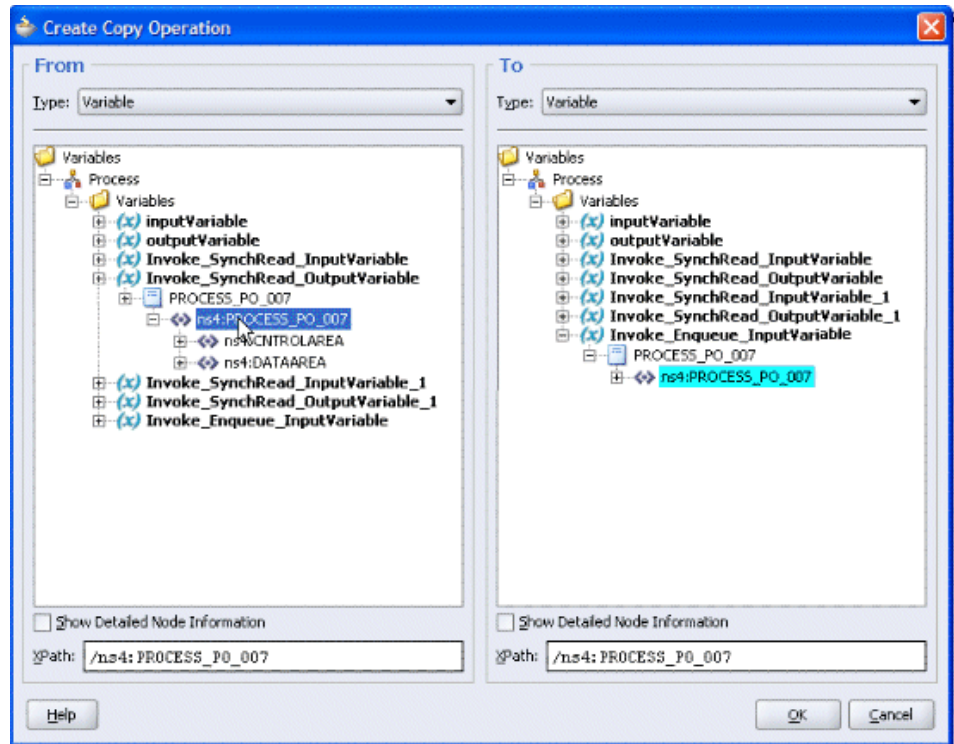 Create Copy Operation
From
Type: Variable
Variables
Process
Variables
(x) inputVariable
(x) outputVariable
(x) Invoke_SynchRead_InputVariable
(x) Invoke_SynchRead_OutputVariable
PROCESS_PO_007
ns4:PROCESS_PO_007
ns4:CNTROLAREA
ns4:DATAAREA
(x) Invoke_SynchRead_InputVariable_1
(x) Invoke_SynchRead_OutputVariable_1
(x) Invoke_Enqueue_InputVariable
Show Detailed Node Information
XPath: /ns4:PROCESS_PO_007
To
Type: Variable
Variables
Process
Variables
(x) inputVariable
(x) outputVariable
(x) Invoke_SynchRead_InputVariable
(x) Invoke_SynchRead_OutputVariable
(x) Invoke_SynchRead_InputVariable_1
(x) Invoke_SynchRead_OutputVariable_1
(x) Invoke_Enqueue_InputVariable
PROCESS_PO_007
ns4:PROCESS_PO_007
Show Detailed Node Information
XPath: /ns4:PROCESS_PO_007
Help
OK
Cancel